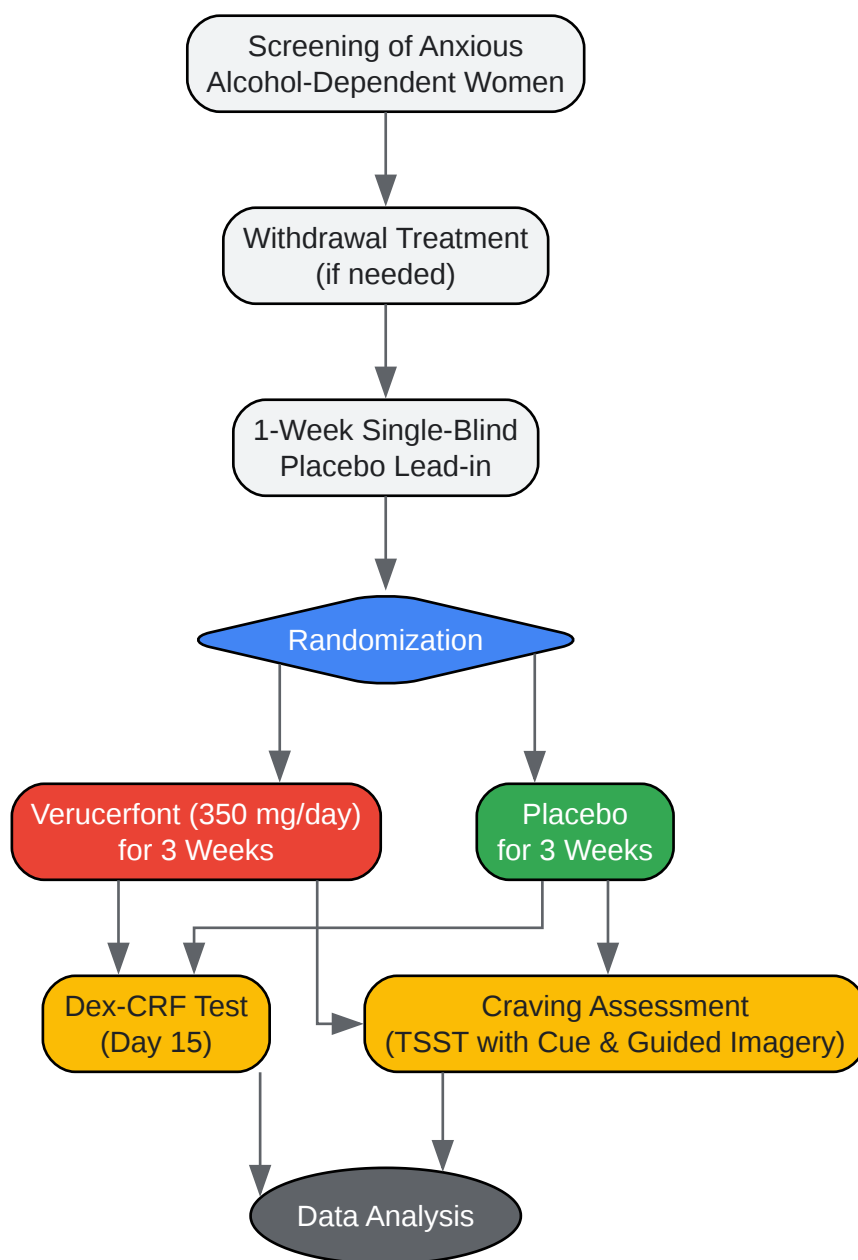 Screening of Anxious
Alcohol-Dependent Women
Withdrawal Treatment
(if needed)
1-Week Single-Blind
Placebo Lead-in
Randomization
Verucerfont (350 mg/day)
for 3 Weeks
Placebo
for 3 Weeks
Dex-CRF Test
(Day 15)
Craving Assessment
(TSST with Cue & Guided Imagery)
Data Analysis